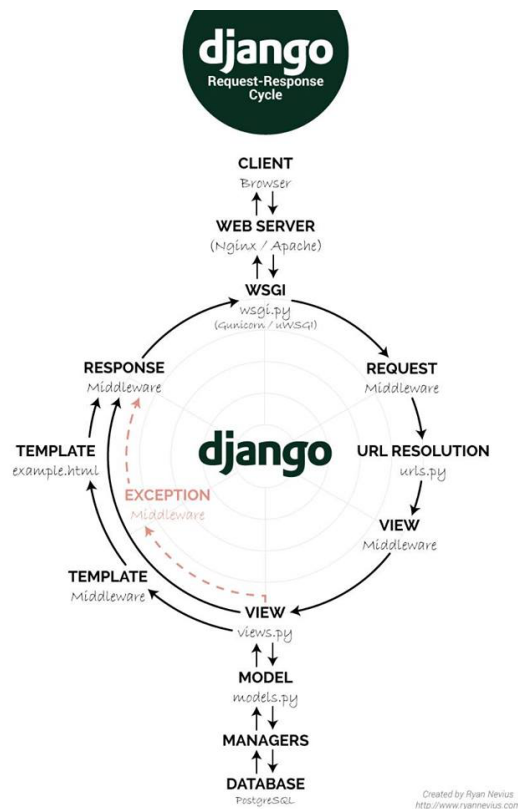 django
Request-Response
Cycle
CLIENT
Browser
WEB SERVER
(Nginx / Apache)
WSGI
wsgi.py
(Gunicorn / uWSGI)
RESPONSE
Middleware
REQUEST
Middleware
TEMPLATE
example.html
django
URL RESOLUTION
urls.py
EXCEPTION
Middleware
VIEW
Middleware
TEMPLATE
Middleware
VIEW
views.py
MODEL
models.py
MANAGERS
DATABASE
PostgreSQL
Created by Ryan Nevius
http://www.ryannevius.com